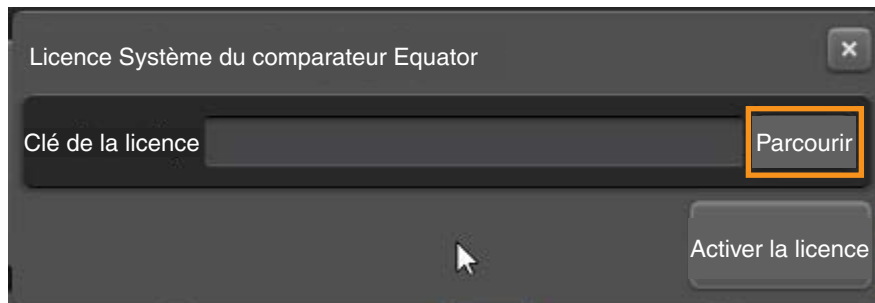 Licence Système du comparateur Equator
Clé de la licence
Parcourir
Activer la licence